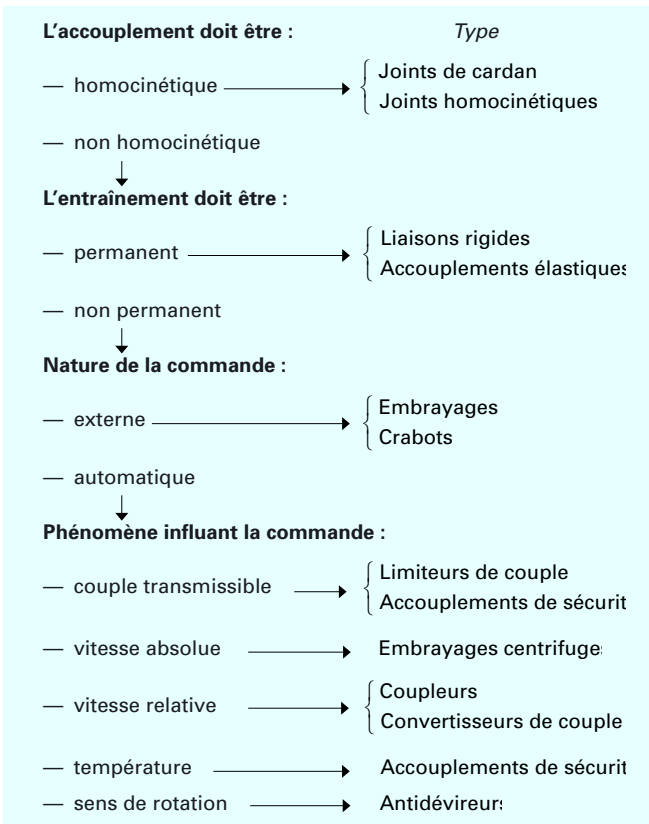 L'accouplement doit être : Type
— homocinétique Joints de cardan
Joints homocinétiques
— non homocinétique
L'entraînement doit être :
— permanent Liaisons rigides
Accouplements élastiques
— non permanent
Nature de la commande :
— externe Embrayages
Crabots
— automatique
Phénomène influant la commande :
— couple transmissible Limiteurs de couple
Accouplements de sécurit
— vitesse absolue Embrayages centrifuge
— vitesse relative Coupleurs
Convertisseurs de couple
— température Accouplements de sécurit
— sens de rotation Antidévireurs